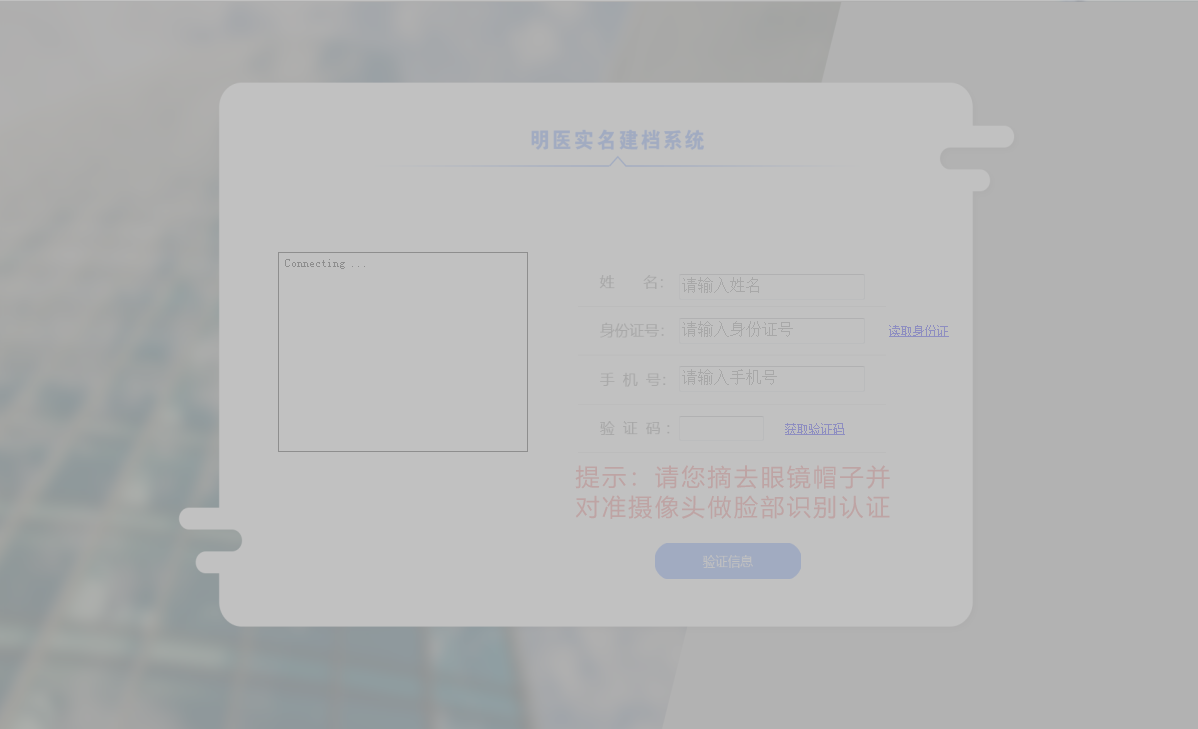 明医实名建档系统
Connecting ...
姓 名： 请输入姓名
身份证号： 请输入身份证号 读取身份证
手 机 号： 请输入手机号
验 证 码： 获取验证码
提示：请您摘去眼镜帽子并
对准摄像头做脸部识别认证
验证信息